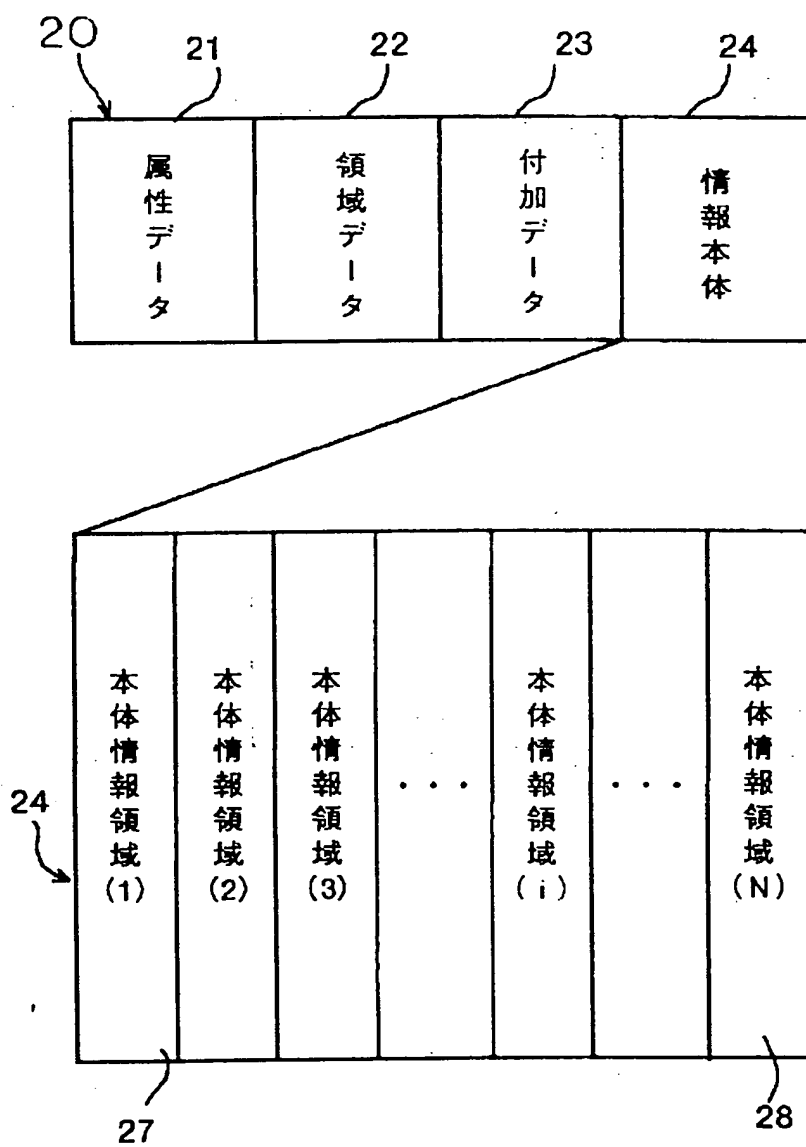 20
21
22
23
24
属性データ
領域データ
付加データ
情報本体
24
本体情報領域(1)
本体情報領域(2)
本体情報領域(3)
...
本体情報領域(i)
...
本体情報領域(N)
27
28